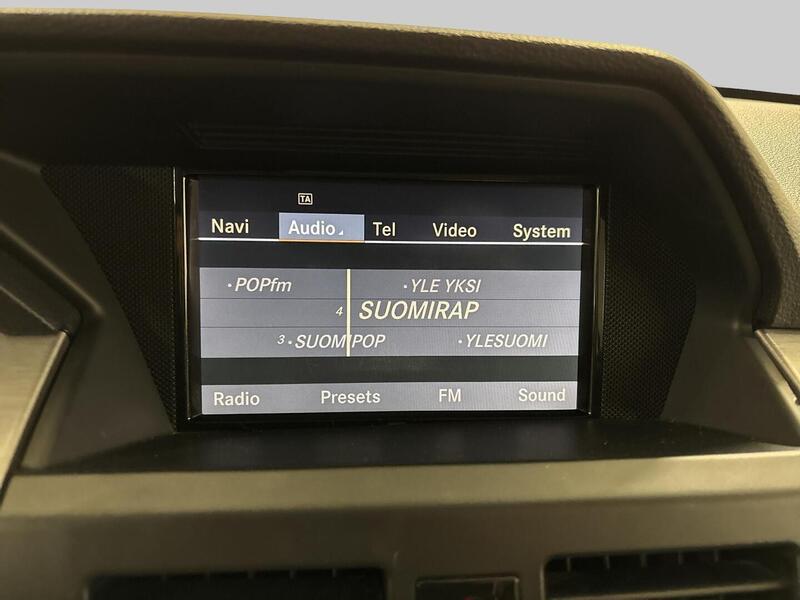 TA
Navi Audio Tel Video System
•POPfm •YLE YKSI
4 SUOMIRAP
3•SUOMIPOP •YLESUOMI
Radio Presets FM Sound